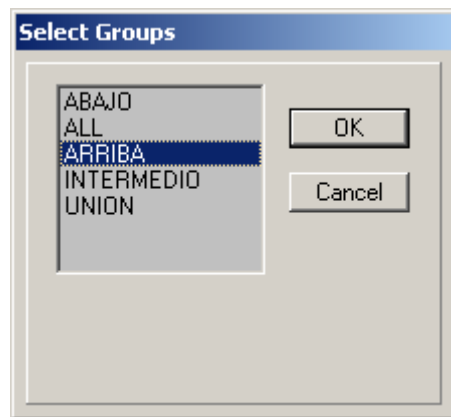 Select Groups
ABAJO
ALL
ARRIBA
INTERMEDIO
UNION
OK
Cancel